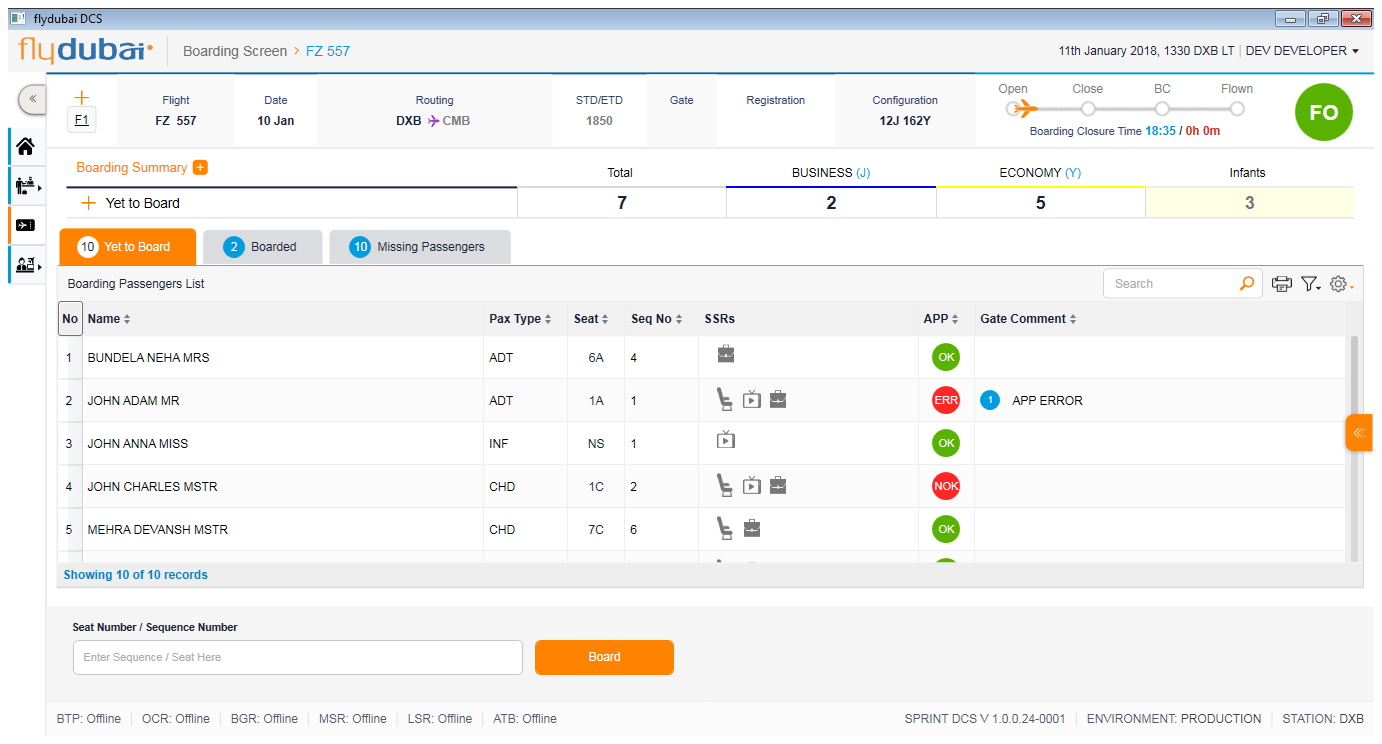 flydubai DCS
flydubai
Boarding Screen > FZ 557
11th January 2018, 1330 DXB LT | DEV DEVELOPER
F1
Flight
FZ 557
Date
10 Jan
Routing
DXB CMB
STD/ETD
1850
Gate
Registration
Configuration
12J 162Y
Open Close BC Flown
Boarding Closure Time 18:35 / 0h 0m
FO
Boarding Summary +
Total BUSINESS (J) ECONOMY (Y) Infants
+ Yet to Board 7 2 5 3
10 Yet to Board 2 Boarded 10 Missing Passengers
Boarding Passengers List
Search
No Name Pax Type Seat Seq No SSRs APP Gate Comment
1 BUNDELA NEHA MRS ADT 6A 4 OK
2 JOHN ADAM MR ADT 1A 1 ERR 1 APP ERROR
3 JOHN ANNA MISS INF NS 1 OK
4 JOHN CHARLES MSTR CHD 1C 2 NOK
5 MEHRA DEVANSH MSTR CHD 7C 6 OK
Showing 10 of 10 records
Seat Number / Sequence Number
Enter Sequence / Seat Here
Board
BTP: Offline OCR: Offline BGR: Offline MSR: Offline LSR: Offline ATB: Offline
SPRINT DCS V 1.0.0.24-0001 ENVIRONMENT: PRODUCTION STATION: DXB